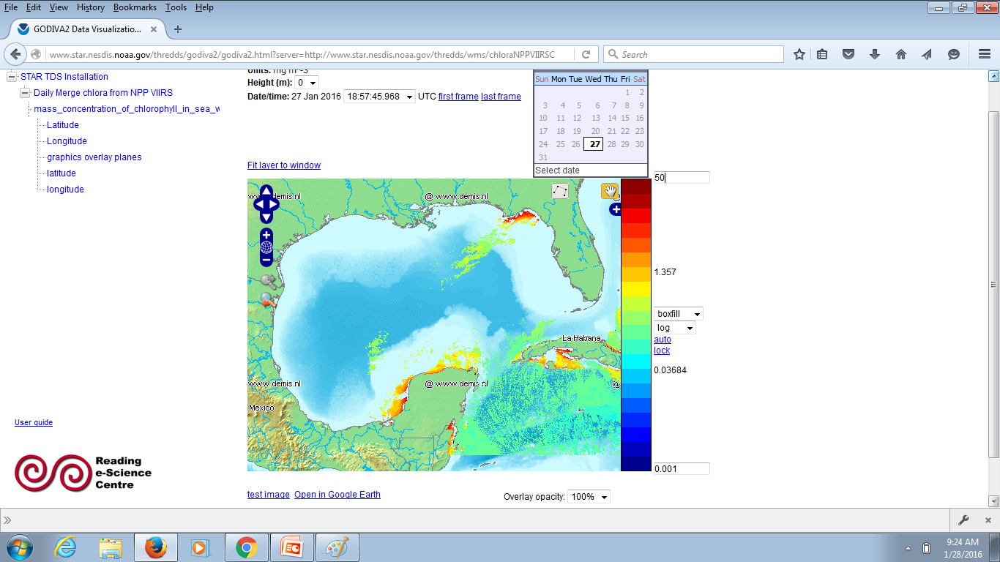 File Edit View History Bookmarks Tools Help
GODIVA2 Data Visualizatio... × +
www.star.nesdis.noaa.gov/thredds/godiva2/godiva2.html?server=http://www.star.nesdis.noaa.gov/thredds/wms/chloraNPPVIIRSC
Search
STAR TDS Installation
Daily Merge chlora from NPP VIIRS
mass_concentration_of_chlorophyll_in_sea_w
Latitude
Longitude
graphics overlay planes
latitude
longitude
User guide
Reading
e-Science
Centre
Units: mg m^-3
Height (m): 0
Date/time: 27 Jan 2016 18:57:45.968 UTC first frame last frame
Sun Mon Tue Wed Thu Fri Sat
1 2
3 4 5 6 7 8 9
10 11 12 13 14 15 16
17 18 19 20 21 22 23
24 25 26 27 28 29 30
31
Select date
Fit layer to window
50
www.demis.nl @ www.demis.nl
1.357
boxfill
log
auto
lock
La Habana
0.03684
www.demis.nl @ www.demis.nl @
Mexico
0.001
test image Open in Google Earth
Overlay opacity: 100%
9:24 AM
1/28/2016